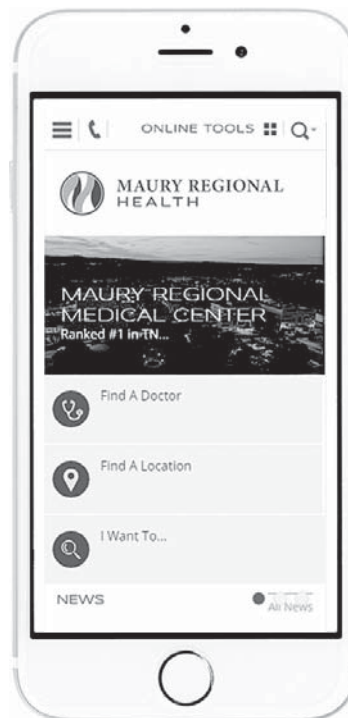 ONLINE TOOLS
MAURY REGIONAL
HEALTH
MAURY REGIONAL
MEDICAL CENTER
Ranked #1 in TN...
Find A Doctor
Find A Location
I Want To...
NEWS
All News